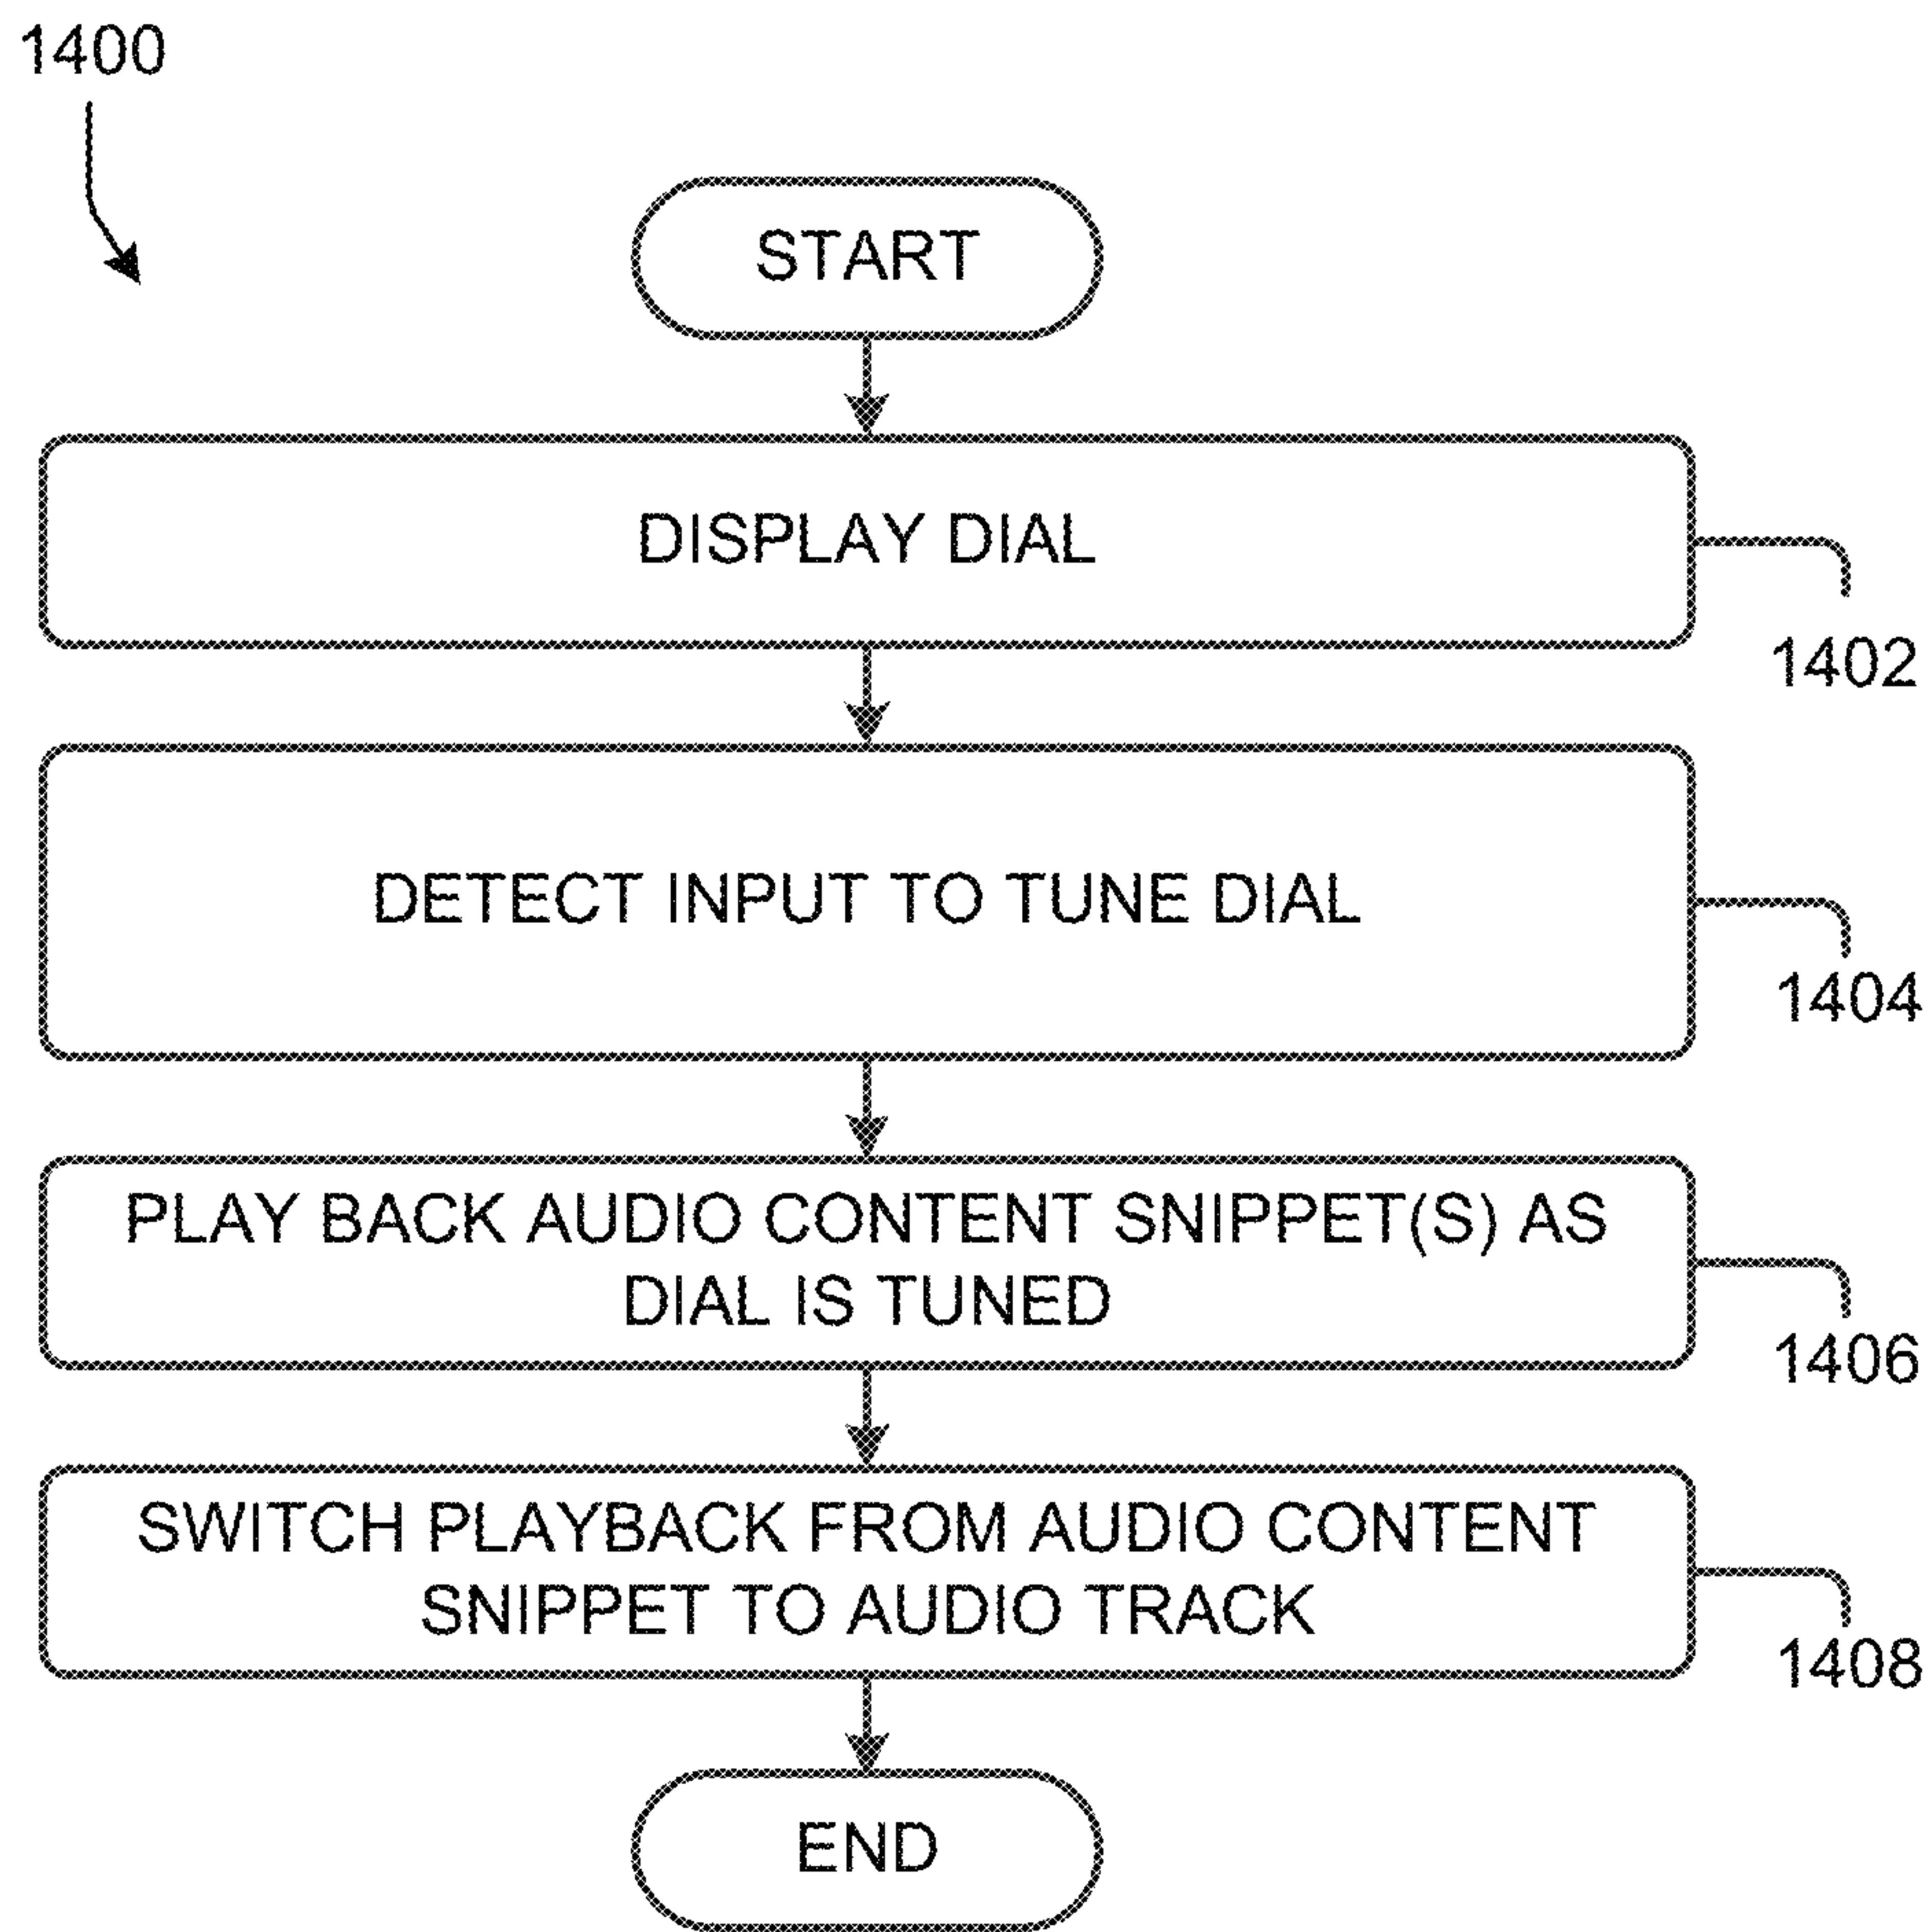 1400
START
DISPLAY DIAL
1402
DETECT INPUT TO TUNE DIAL
1404
PLAY BACK AUDIO CONTENT SNIPPET(S) AS
DIAL IS TUNED
1406
SWITCH PLAYBACK FROM AUDIO CONTENT
SNIPPET TO AUDIO TRACK
1408
END